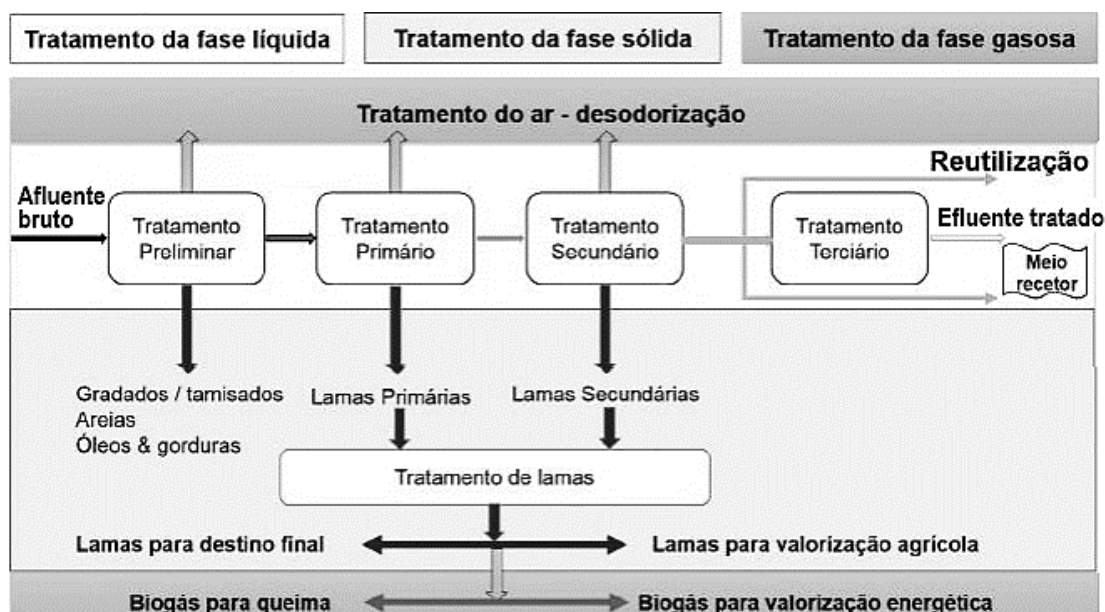 Tratamento da fase líquida
Tratamento da fase sólida
Tratamento da fase gasosa
Tratamento do ar - desodorização
Afluente
bruto
Tratamento
Preliminar
Tratamento
Primário
Tratamento
Secundário
Tratamento
Terciário
Reutilização
Efluente tratado
Meio
recetor
Gradados / tamisados
Areias
Óleos & gorduras
Lamas Primárias
Lamas Secundárias
Tratamento de lamas
Lamas para destino final
Lamas para valorização agrícola
Biogás para queima
Biogás para valorização energética